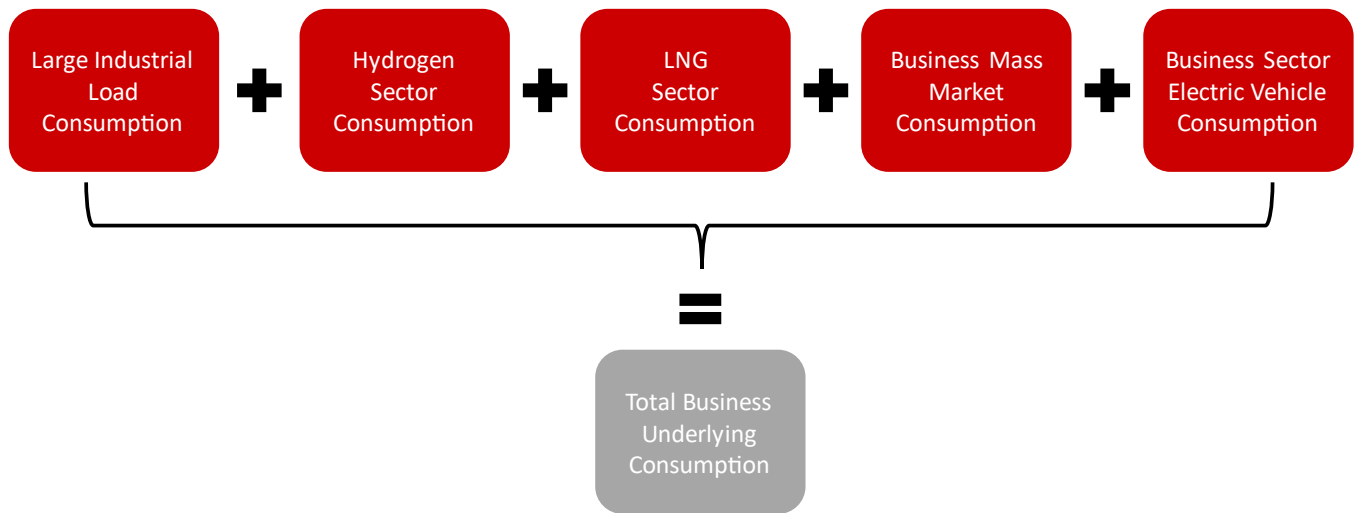 Large Industrial
Load
Consumption
Hydrogen
Sector
Consumption
LNG
Sector
Consumption
Business Mass
Market
Consumption
Business Sector
Electric Vehicle
Consumption
=
Total Business
Underlying
Consumption